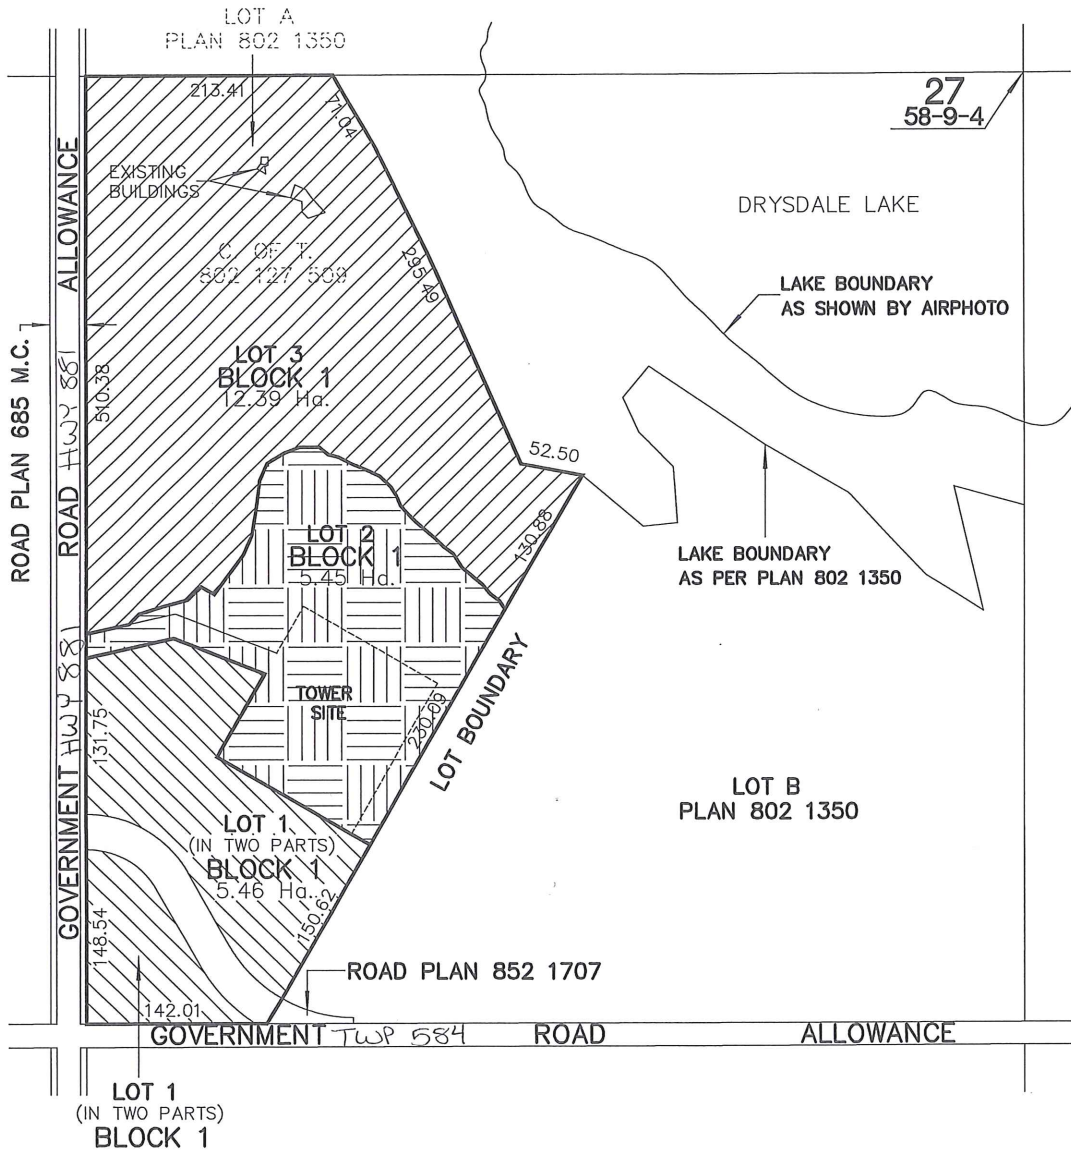 LOT A
PLAN 802 1350
27
58-9-4
213.41
71.04
EXISTING
BUILDINGS
DRYSDALE LAKE
C. OF T.
802 127 509
295.49
LAKE BOUNDARY
AS SHOWN BY AIRPHOTO
ROAD PLAN 685 M.C.
GOVERNMENT HWY 881 ROAD HWY 881 ALLOWANCE
510.38
LOT 3
BLOCK 1
12.39 Ha.
52.50
130.88
LOT 2
BLOCK 1
5.45 Ha.
LAKE BOUNDARY
AS PER PLAN 802 1350
TOWER
SITE
230.09
LOT BOUNDARY
131.75
LOT B
PLAN 802 1350
LOT 1
(IN TWO PARTS)
BLOCK 1
5.46 Ha.
150.62
148.54
ROAD PLAN 852 1707
142.01
GOVERNMENT TWP 584 ROAD ALLOWANCE
LOT 1
(IN TWO PARTS)
BLOCK 1